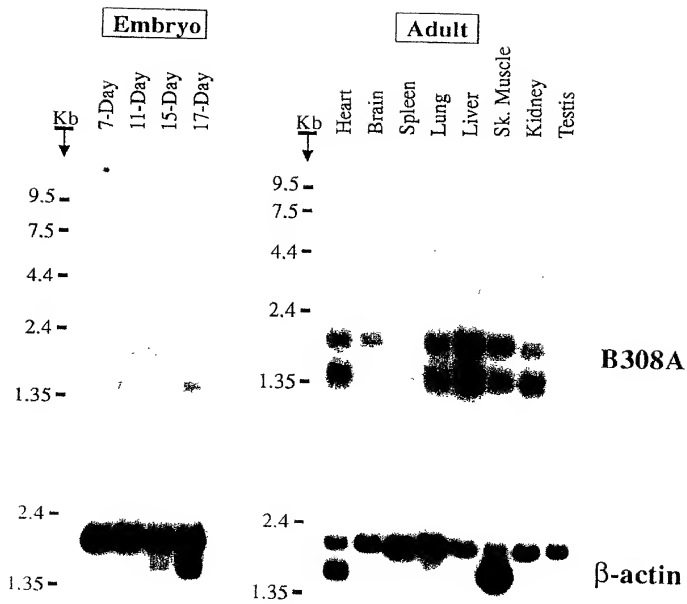 Embryo
Adult
Kb
7-Day
11-Day
15-Day
17-Day
Kb
Heart
Brain
Spleen
Lung
Liver
Sk. Muscle
Kidney
Testis
9.5
7.5
4.4
2.4
1.35
9.5
7.5
4.4
2.4
1.35
B308A
2.4
1.35
2.4
1.35
β-actin